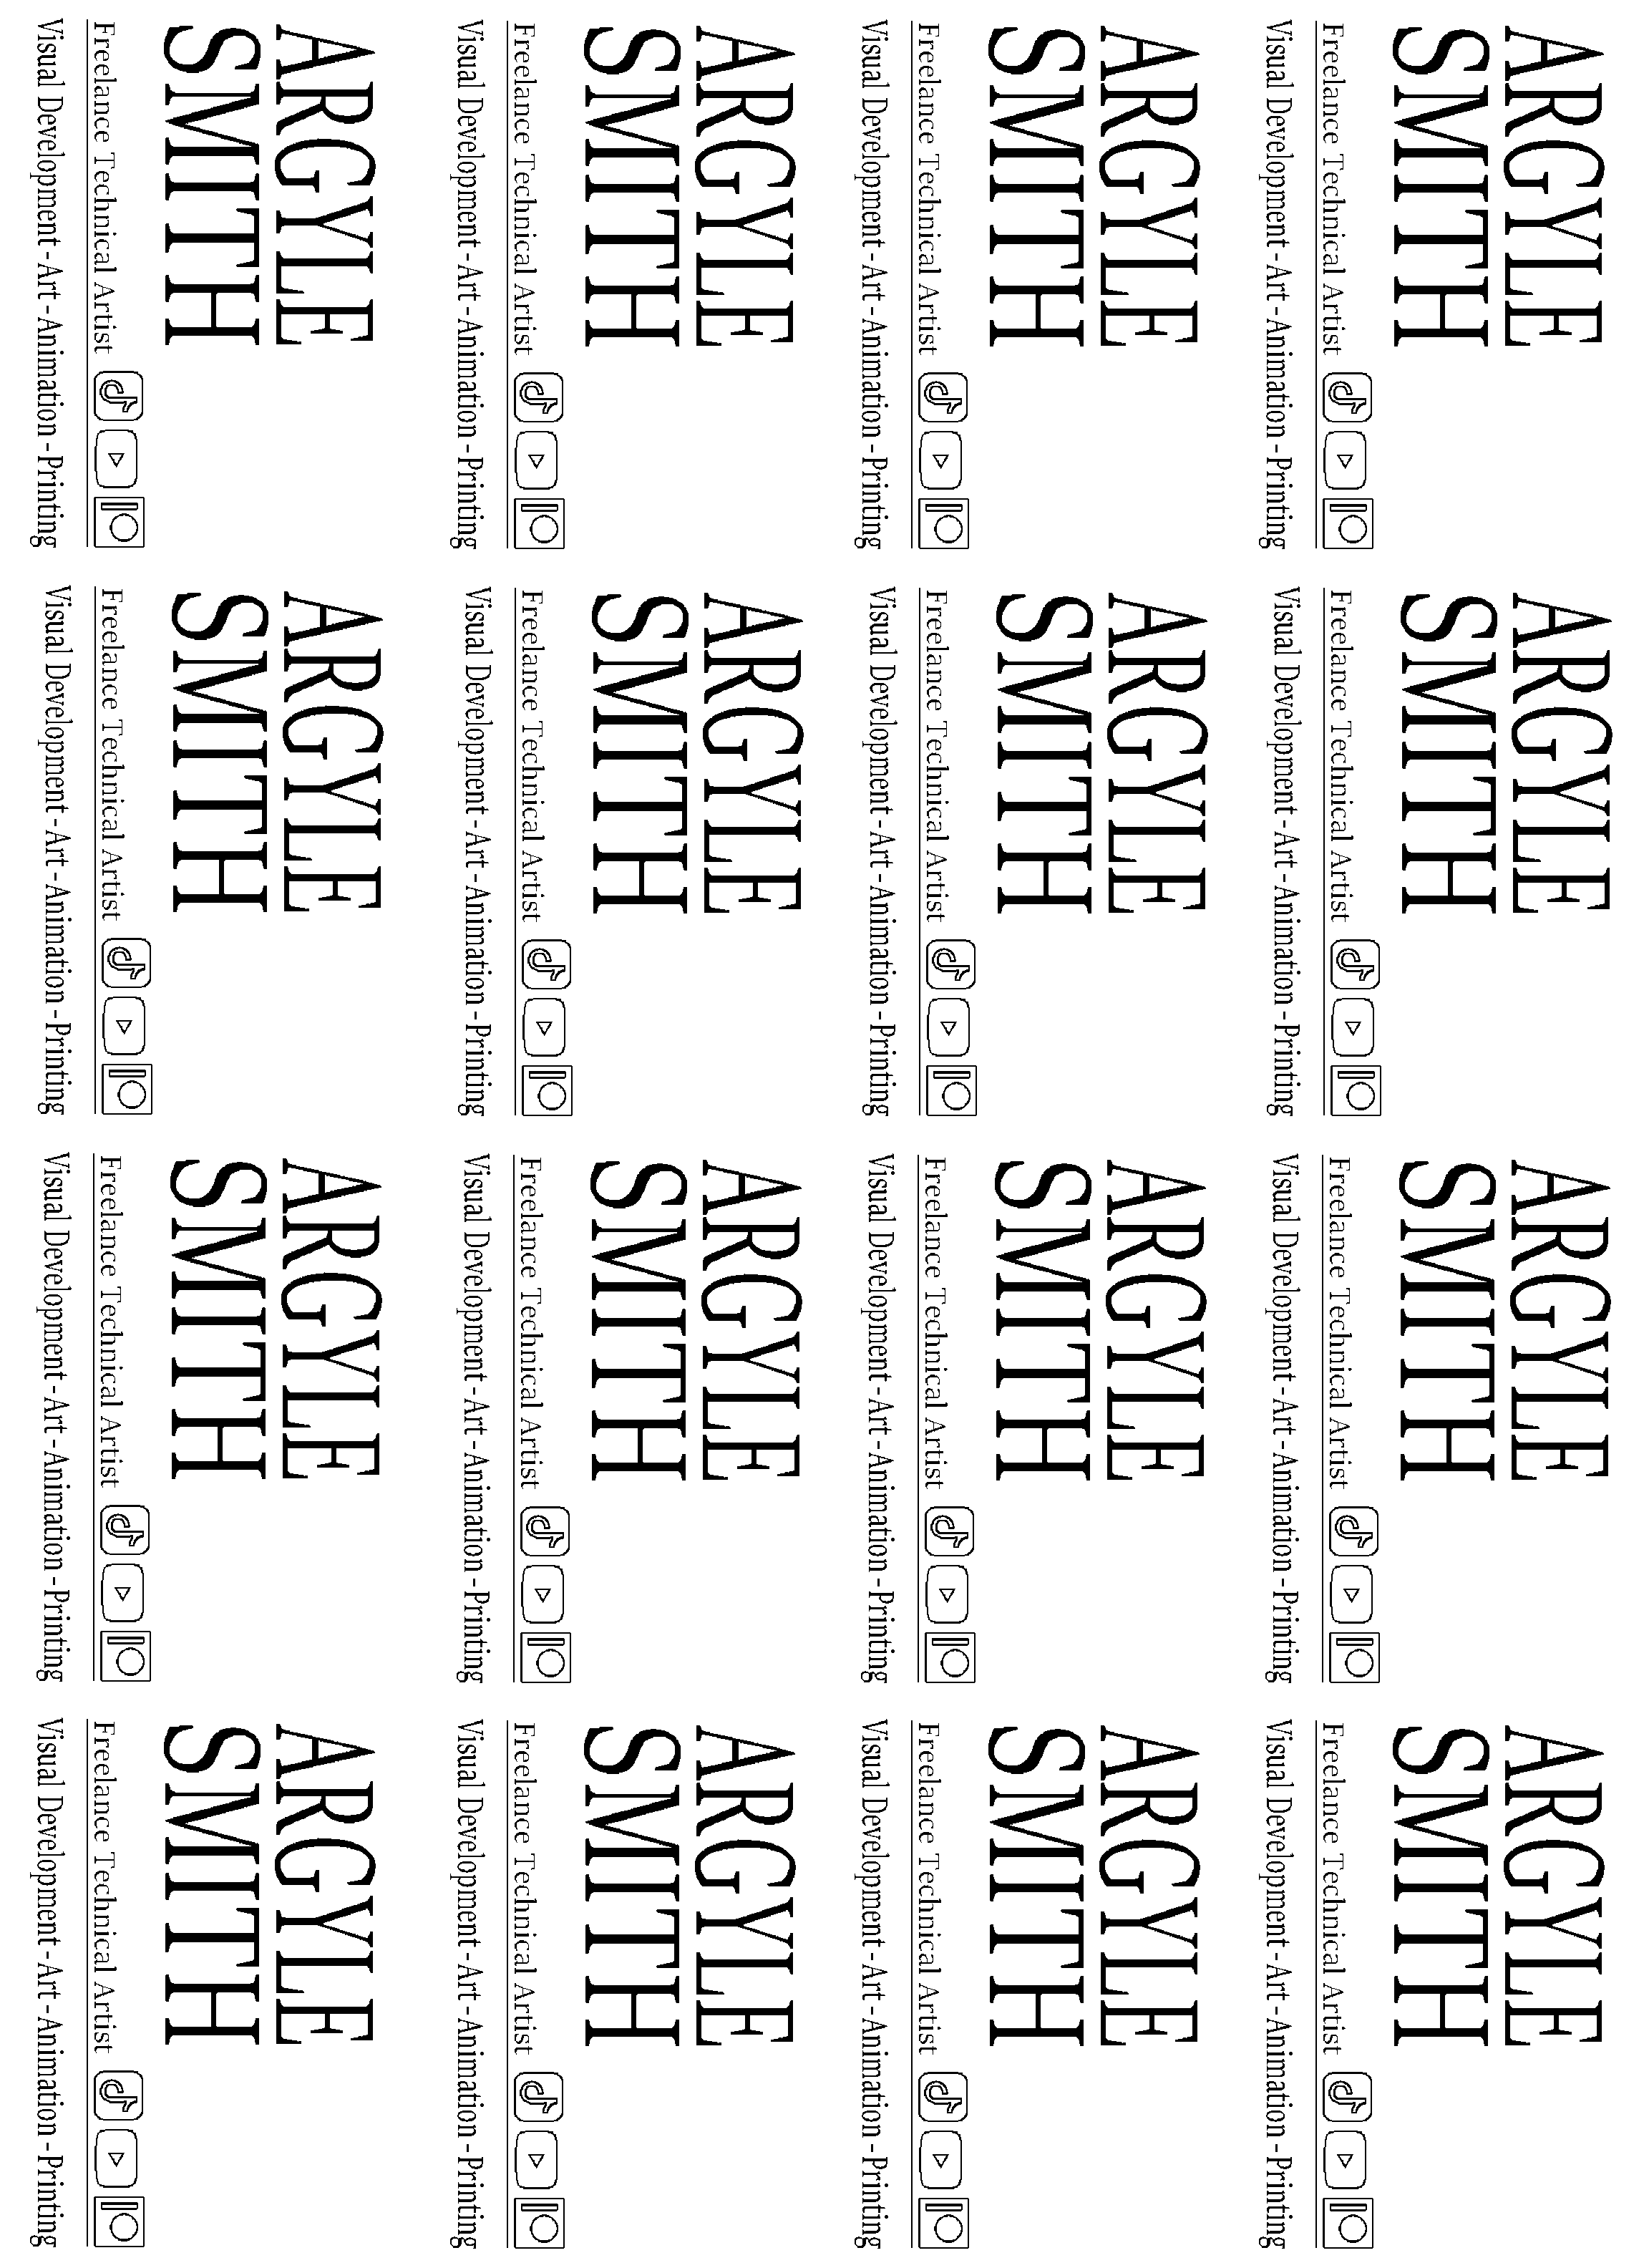 ARGYLE
SMITH
Freelance Technical Artist
Visual Development - Art - Animation - Printing
ARGYLE
SMITH
Freelance Technical Artist
Visual Development - Art - Animation - Printing
ARGYLE
SMITH
Freelance Technical Artist
Visual Development - Art - Animation - Printing
ARGYLE
SMITH
Freelance Technical Artist
Visual Development - Art - Animation - Printing
ARGYLE
SMITH
Freelance Technical Artist
Visual Development - Art - Animation - Printing
ARGYLE
SMITH
Freelance Technical Artist
Visual Development - Art - Animation - Printing
ARGYLE
SMITH
Freelance Technical Artist
Visual Development - Art - Animation - Printing
ARGYLE
SMITH
Freelance Technical Artist
Visual Development - Art - Animation - Printing
ARGYLE
SMITH
Freelance Technical Artist
Visual Development - Art - Animation - Printing
ARGYLE
SMITH
Freelance Technical Artist
Visual Development - Art - Animation - Printing
ARGYLE
SMITH
Freelance Technical Artist
Visual Development - Art - Animation - Printing
ARGYLE
SMITH
Freelance Technical Artist
Visual Development - Art - Animation - Printing
ARGYLE
SMITH
Freelance Technical Artist
Visual Development - Art - Animation - Printing
ARGYLE
SMITH
Freelance Technical Artist
Visual Development - Art - Animation - Printing
ARGYLE
SMITH
Freelance Technical Artist
Visual Development - Art - Animation - Printing
ARGYLE
SMITH
Freelance Technical Artist
Visual Development - Art - Animation - Printing